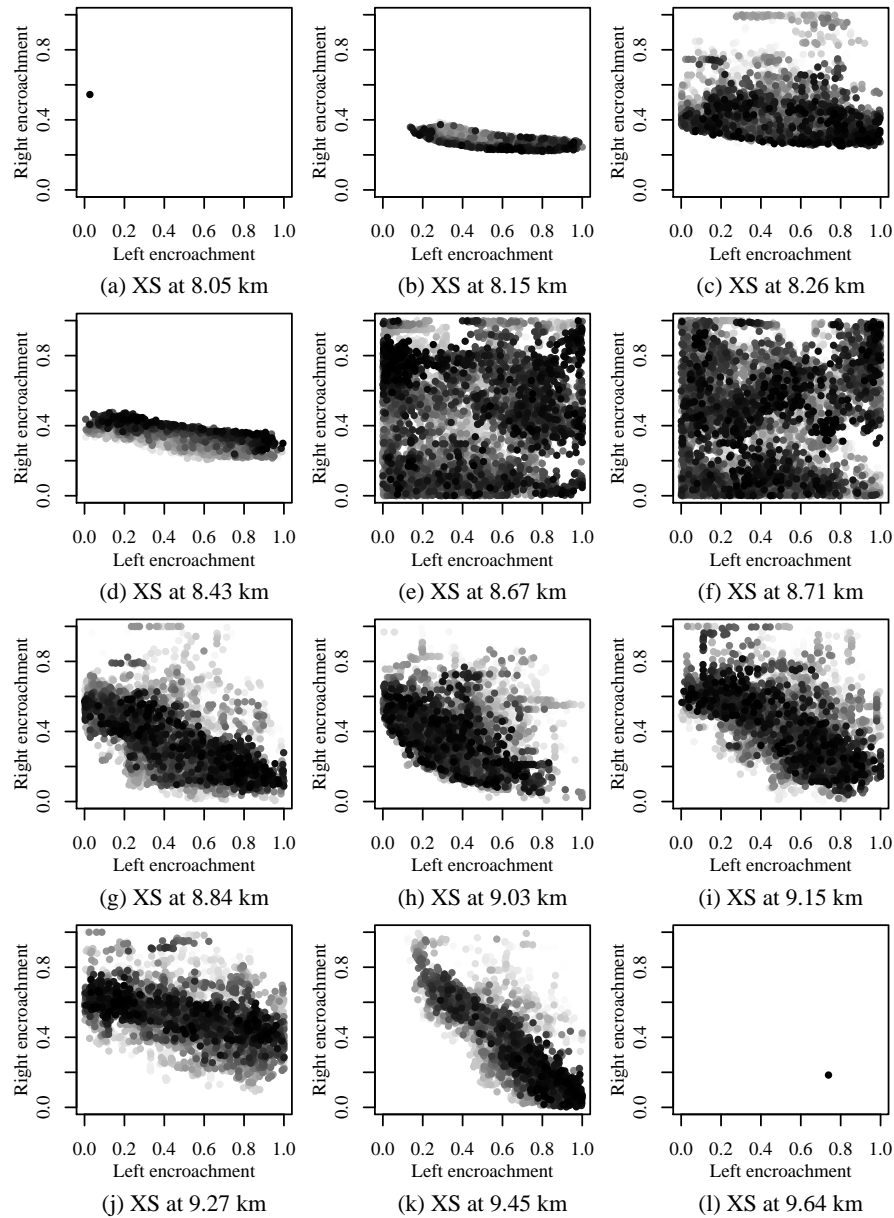 Right encroachment
0.0 0.4 0.8
0.0 0.2 0.4 0.6 0.8 1.0
Left encroachment
(a) XS at 8.05 km
Right encroachment
0.0 0.4 0.8
0.0 0.2 0.4 0.6 0.8 1.0
Left encroachment
(b) XS at 8.15 km
Right encroachment
0.0 0.4 0.8
0.0 0.2 0.4 0.6 0.8 1.0
Left encroachment
(c) XS at 8.26 km
Right encroachment
0.0 0.4 0.8
0.0 0.2 0.4 0.6 0.8 1.0
Left encroachment
(d) XS at 8.43 km
Right encroachment
0.0 0.4 0.8
0.0 0.2 0.4 0.6 0.8 1.0
Left encroachment
(e) XS at 8.67 km
Right encroachment
0.0 0.4 0.8
0.0 0.2 0.4 0.6 0.8 1.0
Left encroachment
(f) XS at 8.71 km
Right encroachment
0.0 0.4 0.8
0.0 0.2 0.4 0.6 0.8 1.0
Left encroachment
(g) XS at 8.84 km
Right encroachment
0.0 0.4 0.8
0.0 0.2 0.4 0.6 0.8 1.0
Left encroachment
(h) XS at 9.03 km
Right encroachment
0.0 0.4 0.8
0.0 0.2 0.4 0.6 0.8 1.0
Left encroachment
(i) XS at 9.15 km
Right encroachment
0.0 0.4 0.8
0.0 0.2 0.4 0.6 0.8 1.0
Left encroachment
(j) XS at 9.27 km
Right encroachment
0.0 0.4 0.8
0.0 0.2 0.4 0.6 0.8 1.0
Left encroachment
(k) XS at 9.45 km
Right encroachment
0.0 0.4 0.8
0.0 0.2 0.4 0.6 0.8 1.0
Left encroachment
(l) XS at 9.64 km